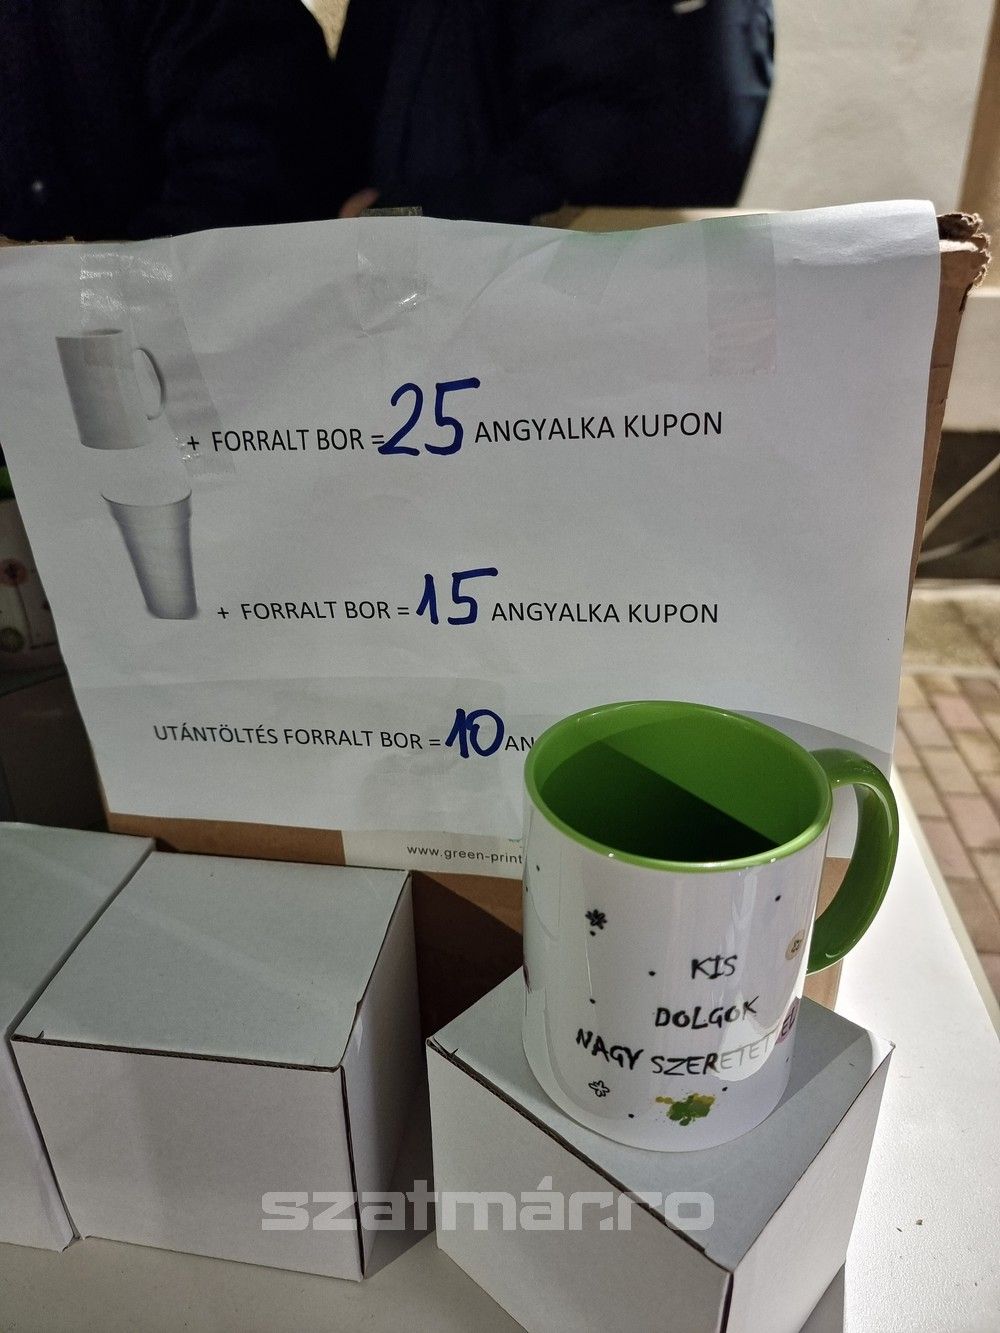 + FORRALT BOR = 25 ANGYALKA KUPON
+ FORRALT BOR = 15 ANGYALKA KUPON
UTÁNTÖLTÉS FORRALT BOR = 10 AN
www.green-print
KIS
DOLGOK
NAGY SZERETET
szatmár.ro